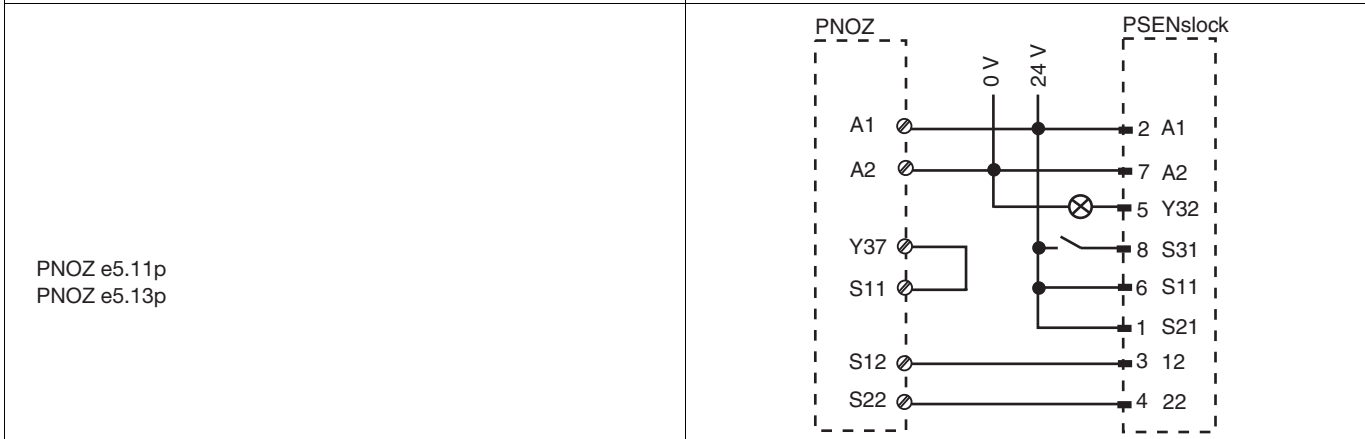 PNOZ e5.11p
PNOZ e5.13p
PNOZ
PSENslock
0 V
24 V
A1
2 A1
A2
7 A2
5 Y32
Y37
8 S31
S11
6 S11
1 S21
S12
3 12
S22
4 22